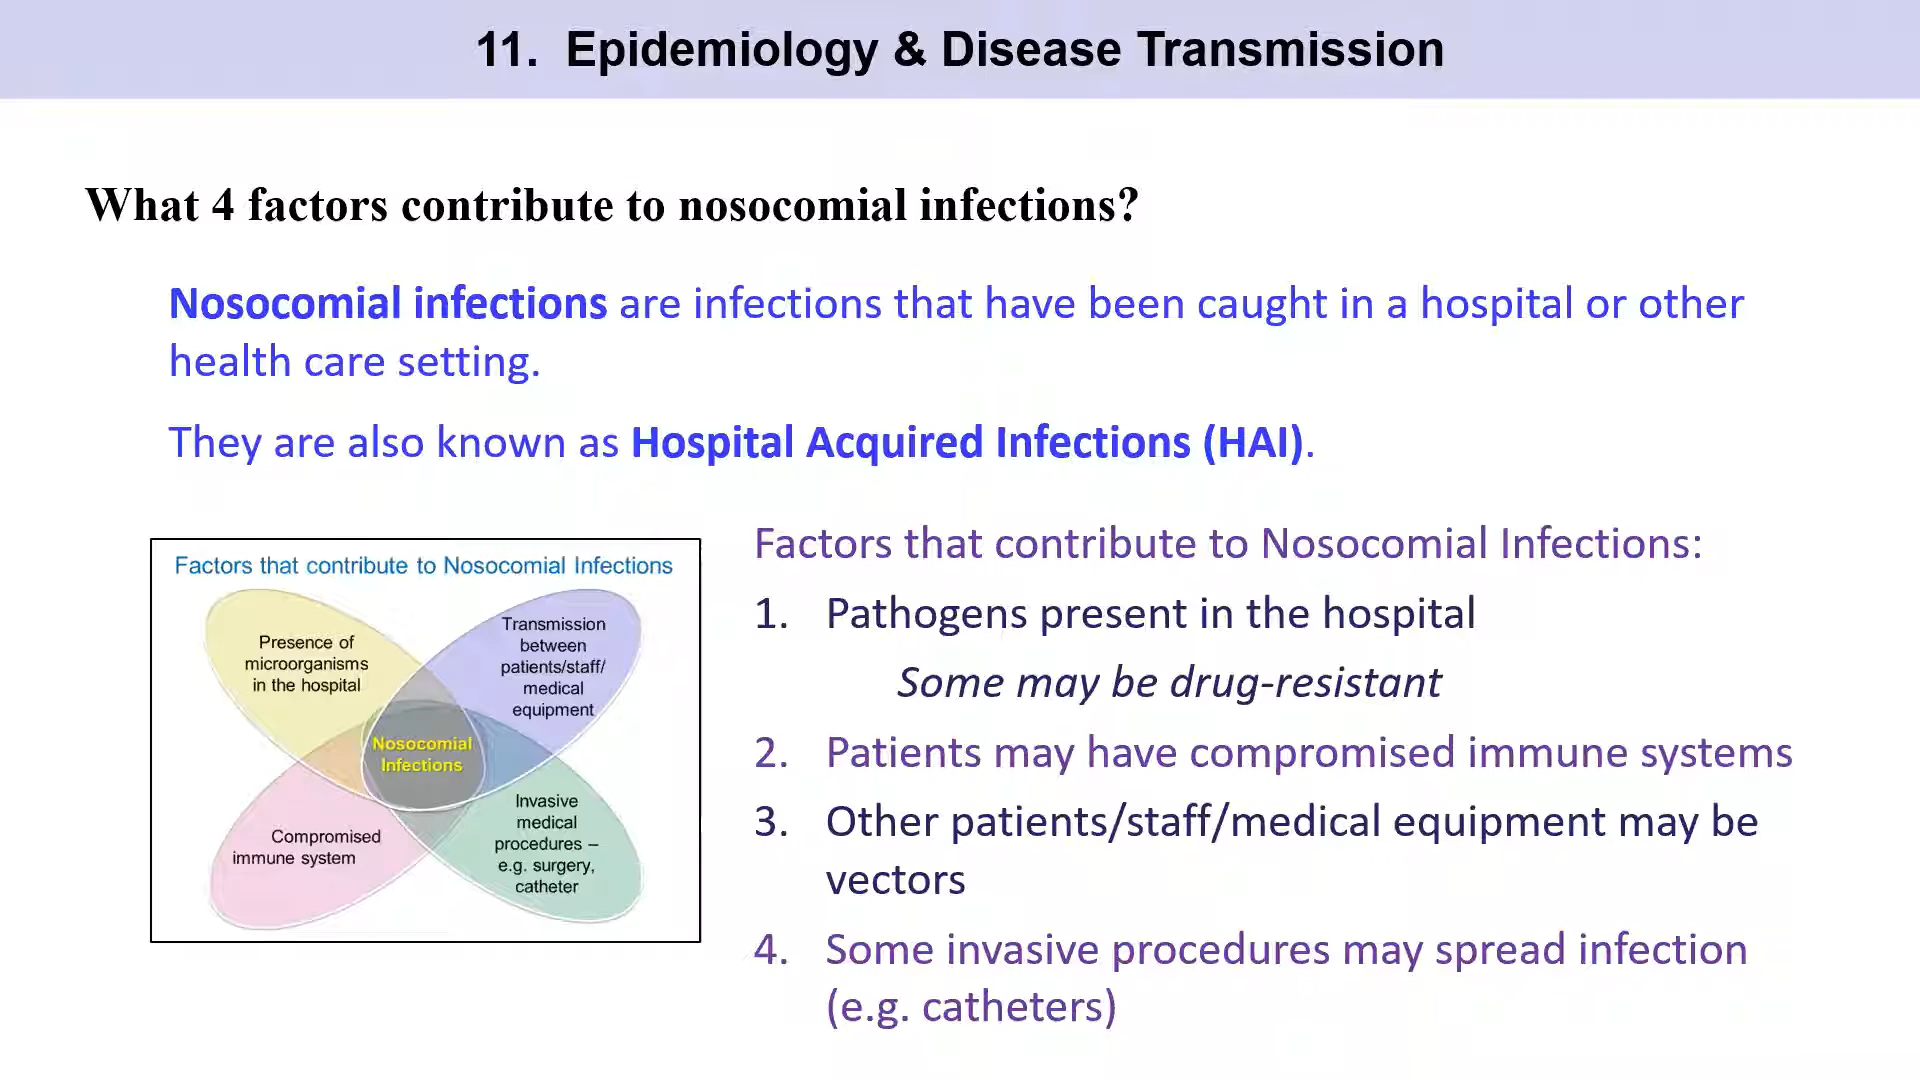 11. Epidemiology & Disease Transmission
What 4 factors contribute to nosocomial infections?
Nosocomial infections are infections that have been caught in a hospital or other
health care setting.
They are also known as Hospital Acquired Infections (HAI).
Factors that contribute to Nosocomial Infections
Presence of
microorganisms
in the hospital
Transmission
between
patients/staff/
medical
equipment
Nosocomial
Infections
Compromised
immune system
Invasive
medical
procedures –
e.g. surgery,
catheter
Factors that contribute to Nosocomial Infections:
1. Pathogens present in the hospital
Some may be drug-resistant
2. Patients may have compromised immune systems
3. Other patients/staff/medical equipment may be
vectors
4. Some invasive procedures may spread infection
(e.g. catheters)